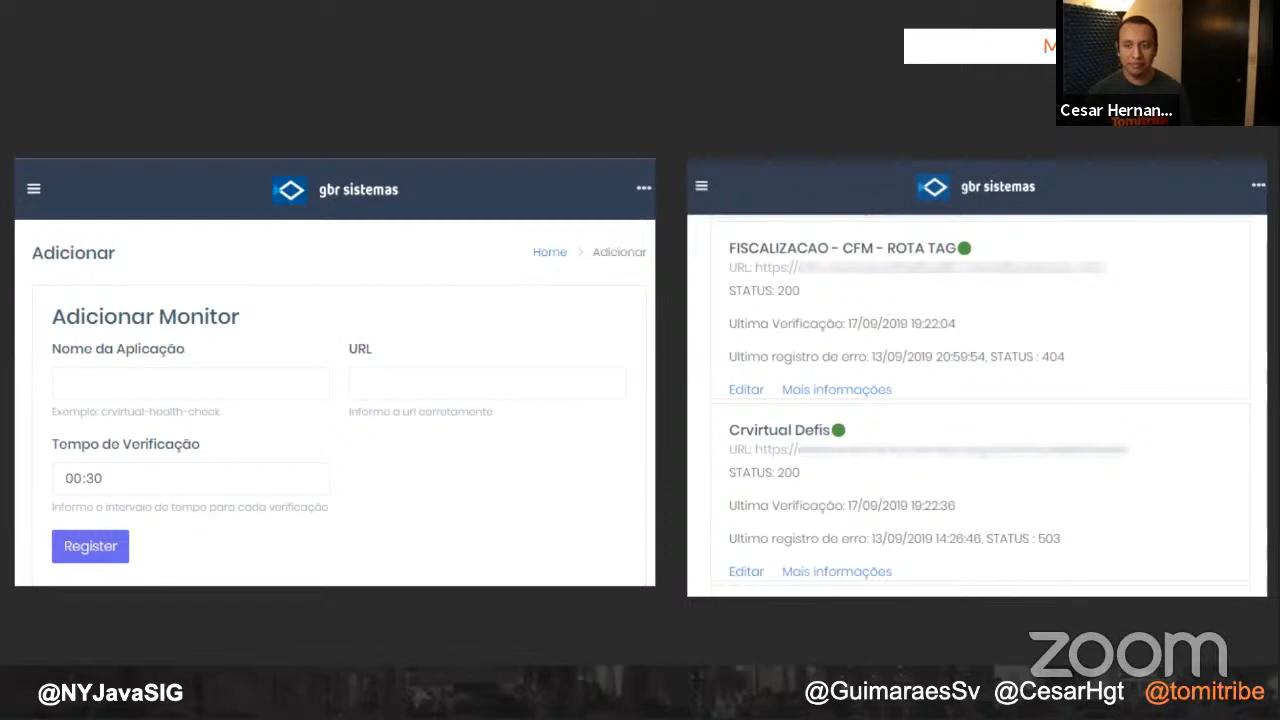 M
Cesar Hernan...
gbr sistemas
Adicionar
Home > Adicionar
Adicionar Monitor
Nome da Aplicação
URL
Exemplo: crvirtual-health-check
Informe a url corretamente
Tempo de Verificação
00:30
Informe o intervalo de tempo para cada verificação
Register
gbr sistemas
FISCALIZACAO - CFM - ROTA TAG
URL: https://
STATUS: 200
Ultima Verificação: 17/09/2019 19:22:04
Ultimo registro de erro: 13/09/2019 20:59:54, STATUS : 404
Editar Mais informações
Crvirtual Defis
URL: https://
STATUS: 200
Ultima Verificação: 17/09/2019 19:22:36
Ultimo registro de erro: 13/09/2019 14:26:46, STATUS : 503
Editar Mais informações
zoom
@NYJavaSIG
@GuimaraesSv @CesarHgt @tomitribe